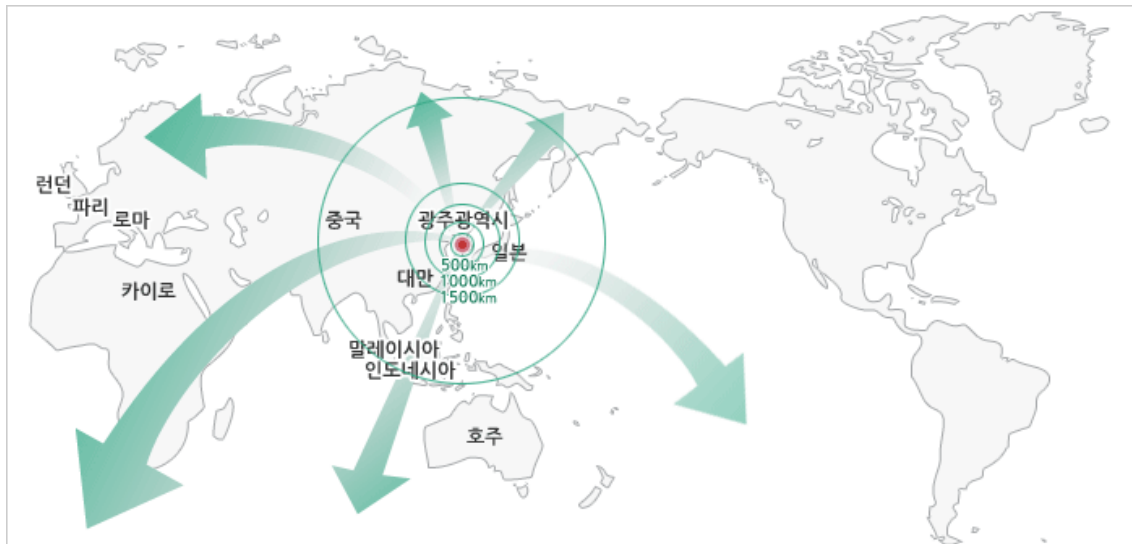 런던
파리
로마
카이로
중국
광주광역시
일본
500km
대만
1000km
1500km
말레이시아
인도네시아
호주